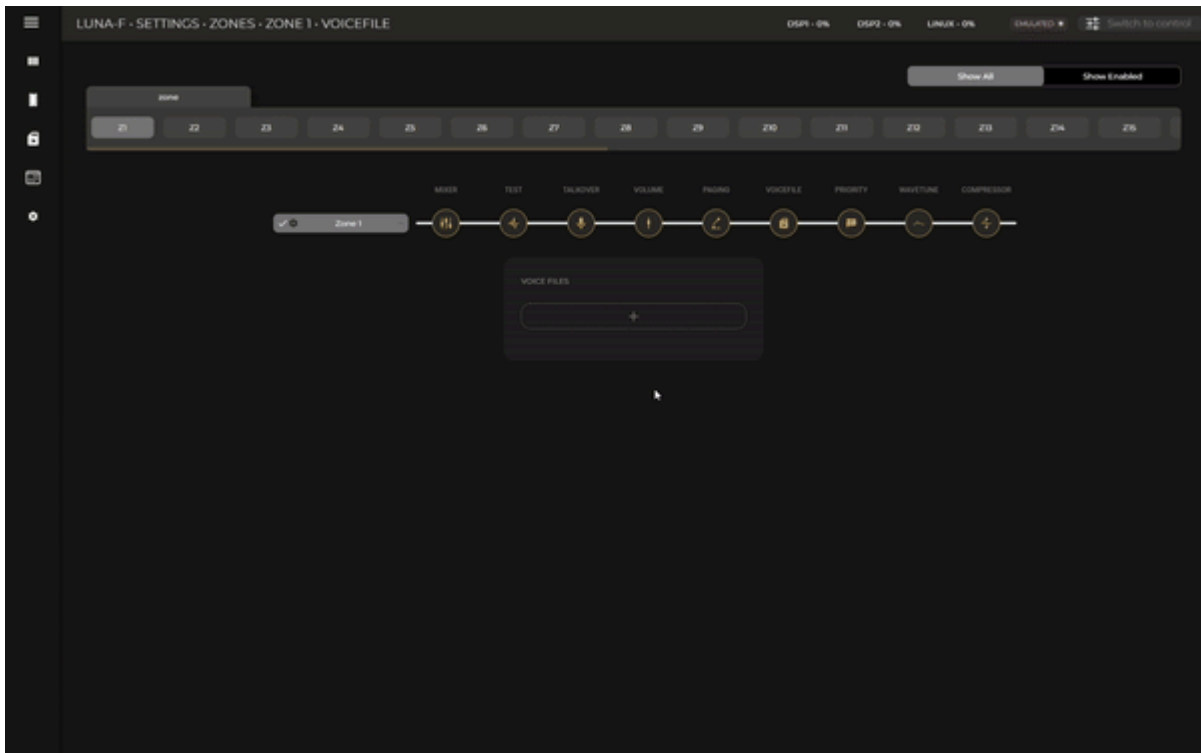 LUNA-F • SETTINGS • ZONES • ZONE 1 • VOICEFILE
DSP1 • 0% DSP2 • 0% LINUX • 0% EMULATED Switch to control
Show All Show Enabled
zone
Z1 Z2 Z3 Z4 Z5 Z6 Z7 Z8 Z9 Z10 Z11 Z12 Z13 Z14 Z15
MIXER TEST TALKOVER VOLUME PAGING VOICEFILE PRIORITY WAVETUNE COMPRESSOR
Zone 1
VOICE FILES
+